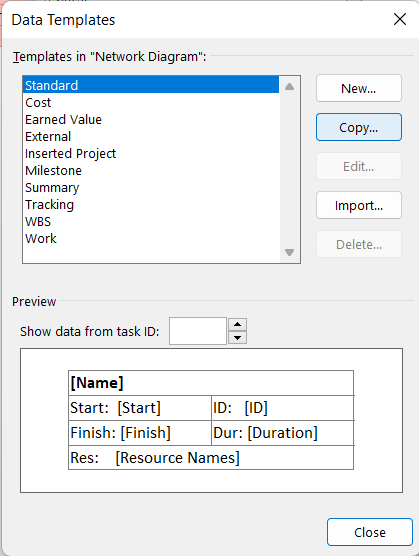 Data Templates
Templates in "Network Diagram":
Standard
Cost
Earned Value
External
Inserted Project
Milestone
Summary
Tracking
WBS
Work
New...
Copy...
Edit...
Import...
Delete...
Preview
Show data from task ID:
[Name]
Start: [Start] ID: [ID]
Finish: [Finish] Dur: [Duration]
Res: [Resource Names]
Close